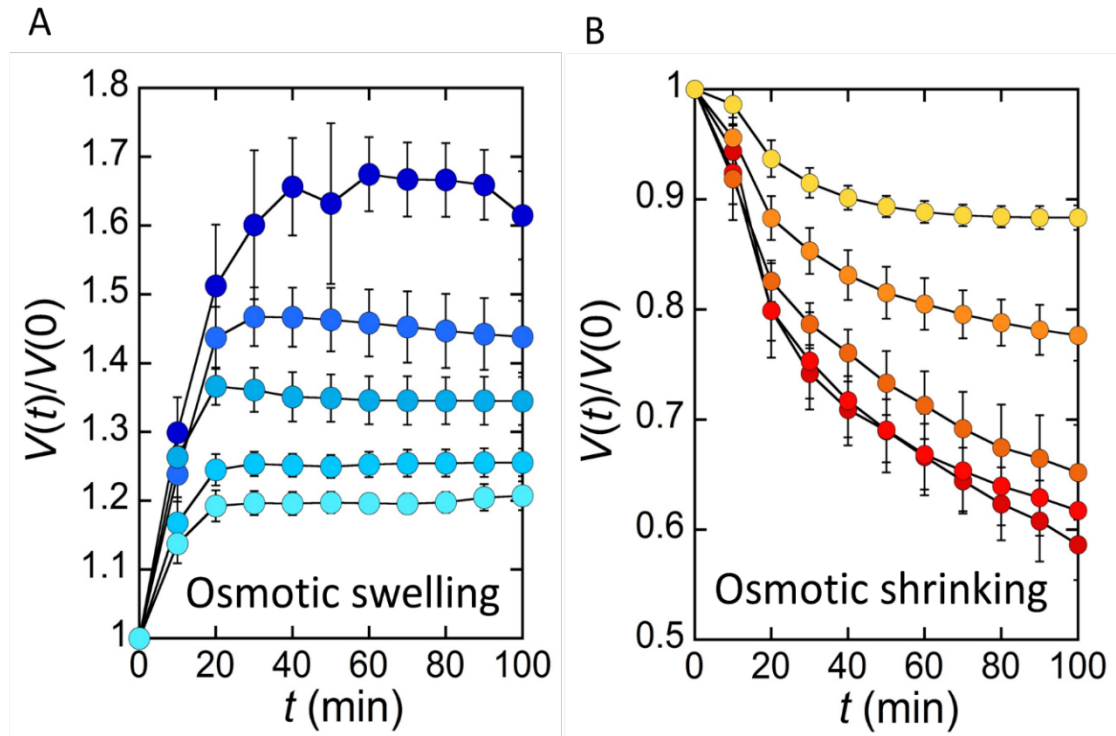 A
B
1.8
1.7
1.6
1.5
1.4
1.3
1.2
1.1
1
V(t)/V(0)
Osmotic swelling
0 20 40 60 80 100
t (min)
1
0.9
0.8
0.7
0.6
0.5
V(t)/V(0)
Osmotic shrinking
0 20 40 60 80 100
t (min)